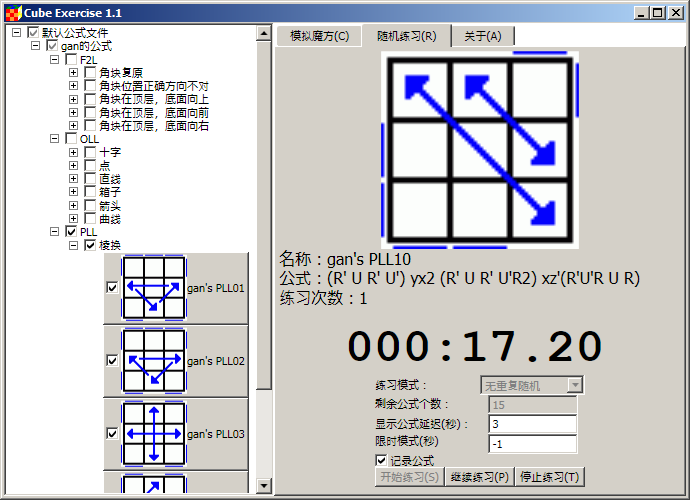 Cube Exercise 1.1
默认公式文件
gan的公式
F2L
角块复原
角块位置正确方向不对
角块在顶层，底面向上
角块在顶层，底面向前
角块在顶层，底面向右
OLL
十字
点
直线
箱子
箭头
曲线
PLL
棱换
gan's PLL01
gan's PLL02
gan's PLL03
模拟魔方(C)
随机练习(R)
关于(A)
名称：gan's PLL10
公式：(R' U R' U') yx2 (R' U R' U'R2) xz'(R'U'R U R)
练习次数：1
000:17.20
练习模式： 无重复随机
剩余公式个数： 15
显示公式延迟(秒)： 3
限时模式(秒) -1
记录公式
开始练习(S) 继续练习(P) 停止练习(T)